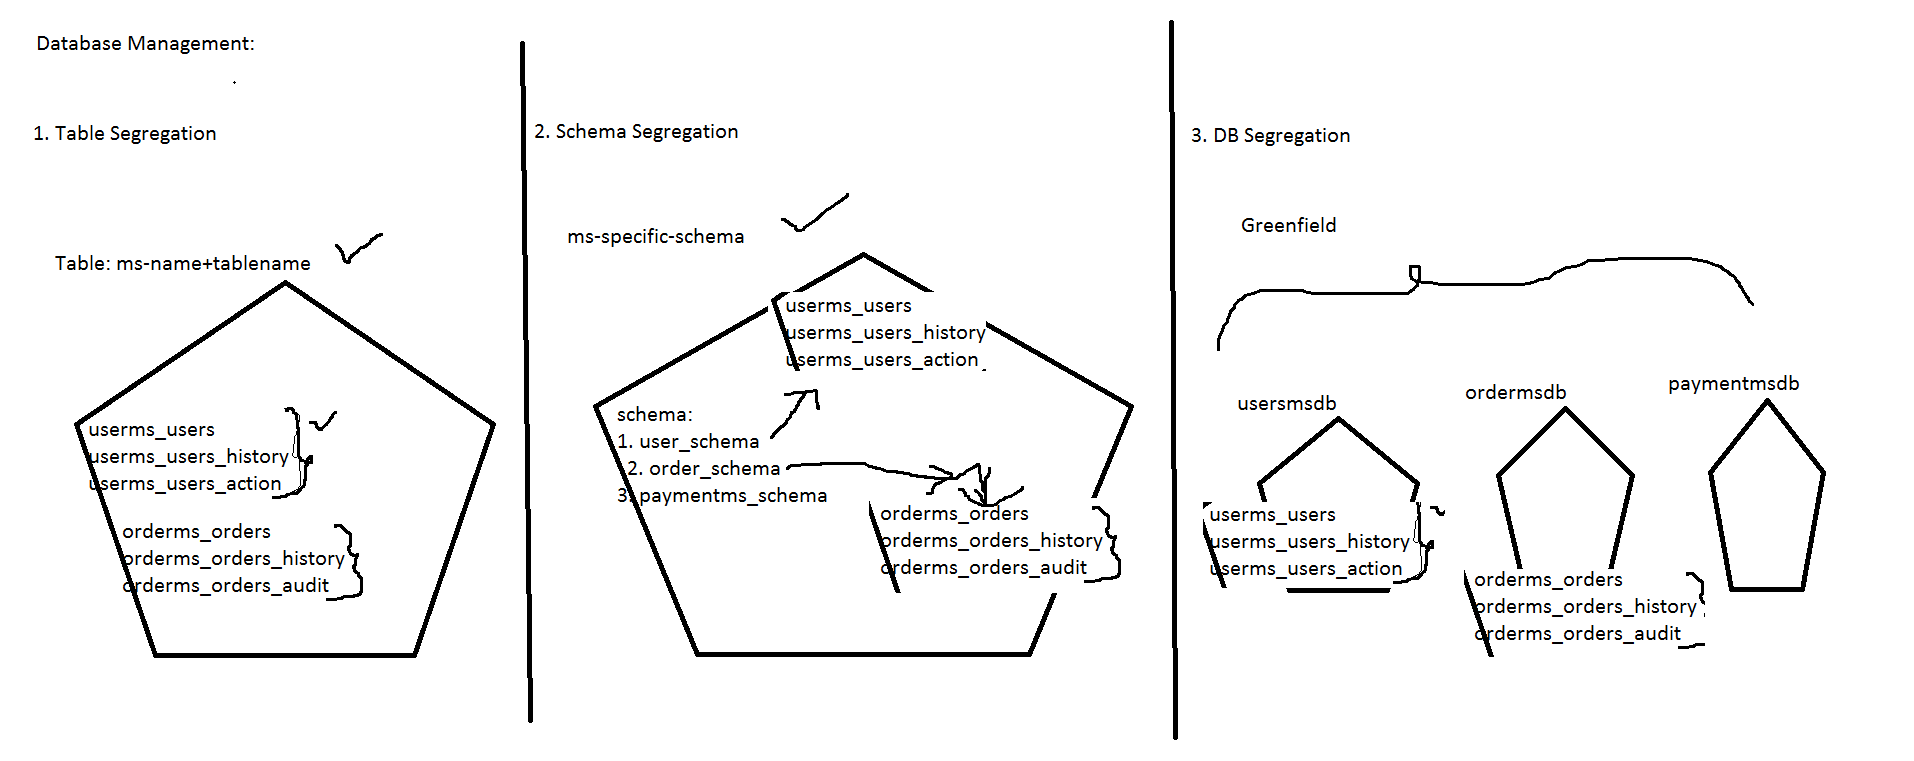 Database Management:
1. Table Segregation
Table: ms-name+tablename
userms_users
userms_users_history
userms_users_action
orderms_orders
orderms_orders_history
orderms_orders_audit
2. Schema Segregation
ms-specific-schema
userms_users
userms_users_history
userms_users_action
schema:
1. user_schema
2. order_schema
3. paymentms_schema
orderms_orders
orderms_orders_history
orderms_orders_audit
3. DB Segregation
Greenfield
usersmsdb
ordermsdb
paymentmsdb
userms_users
userms_users_history
userms_users_action
orderms_orders
orderms_orders_history
orderms_orders_audit